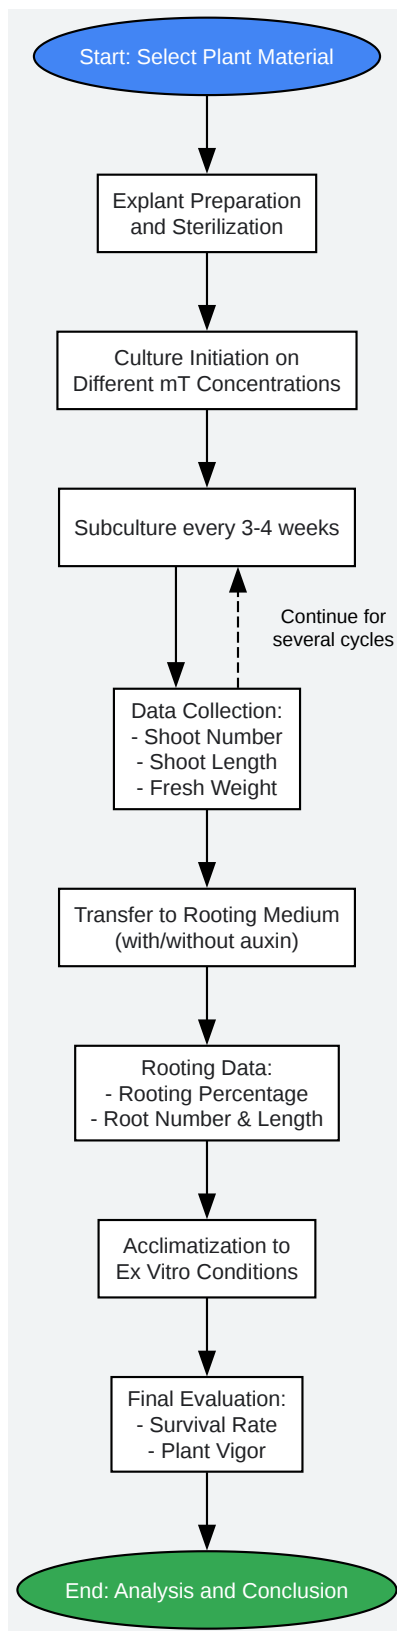 Start: Select Plant Material
Explant Preparation
and Sterilization
Culture Initiation on
Different mT Concentrations
Subculture every 3-4 weeks
Continue for
several cycles
Data Collection:
- Shoot Number
- Shoot Length
- Fresh Weight
Transfer to Rooting Medium
(with/without auxin)
Rooting Data:
- Rooting Percentage
- Root Number & Length
Acclimatization to
Ex Vitro Conditions
Final Evaluation:
- Survival Rate
- Plant Vigor
End: Analysis and Conclusion